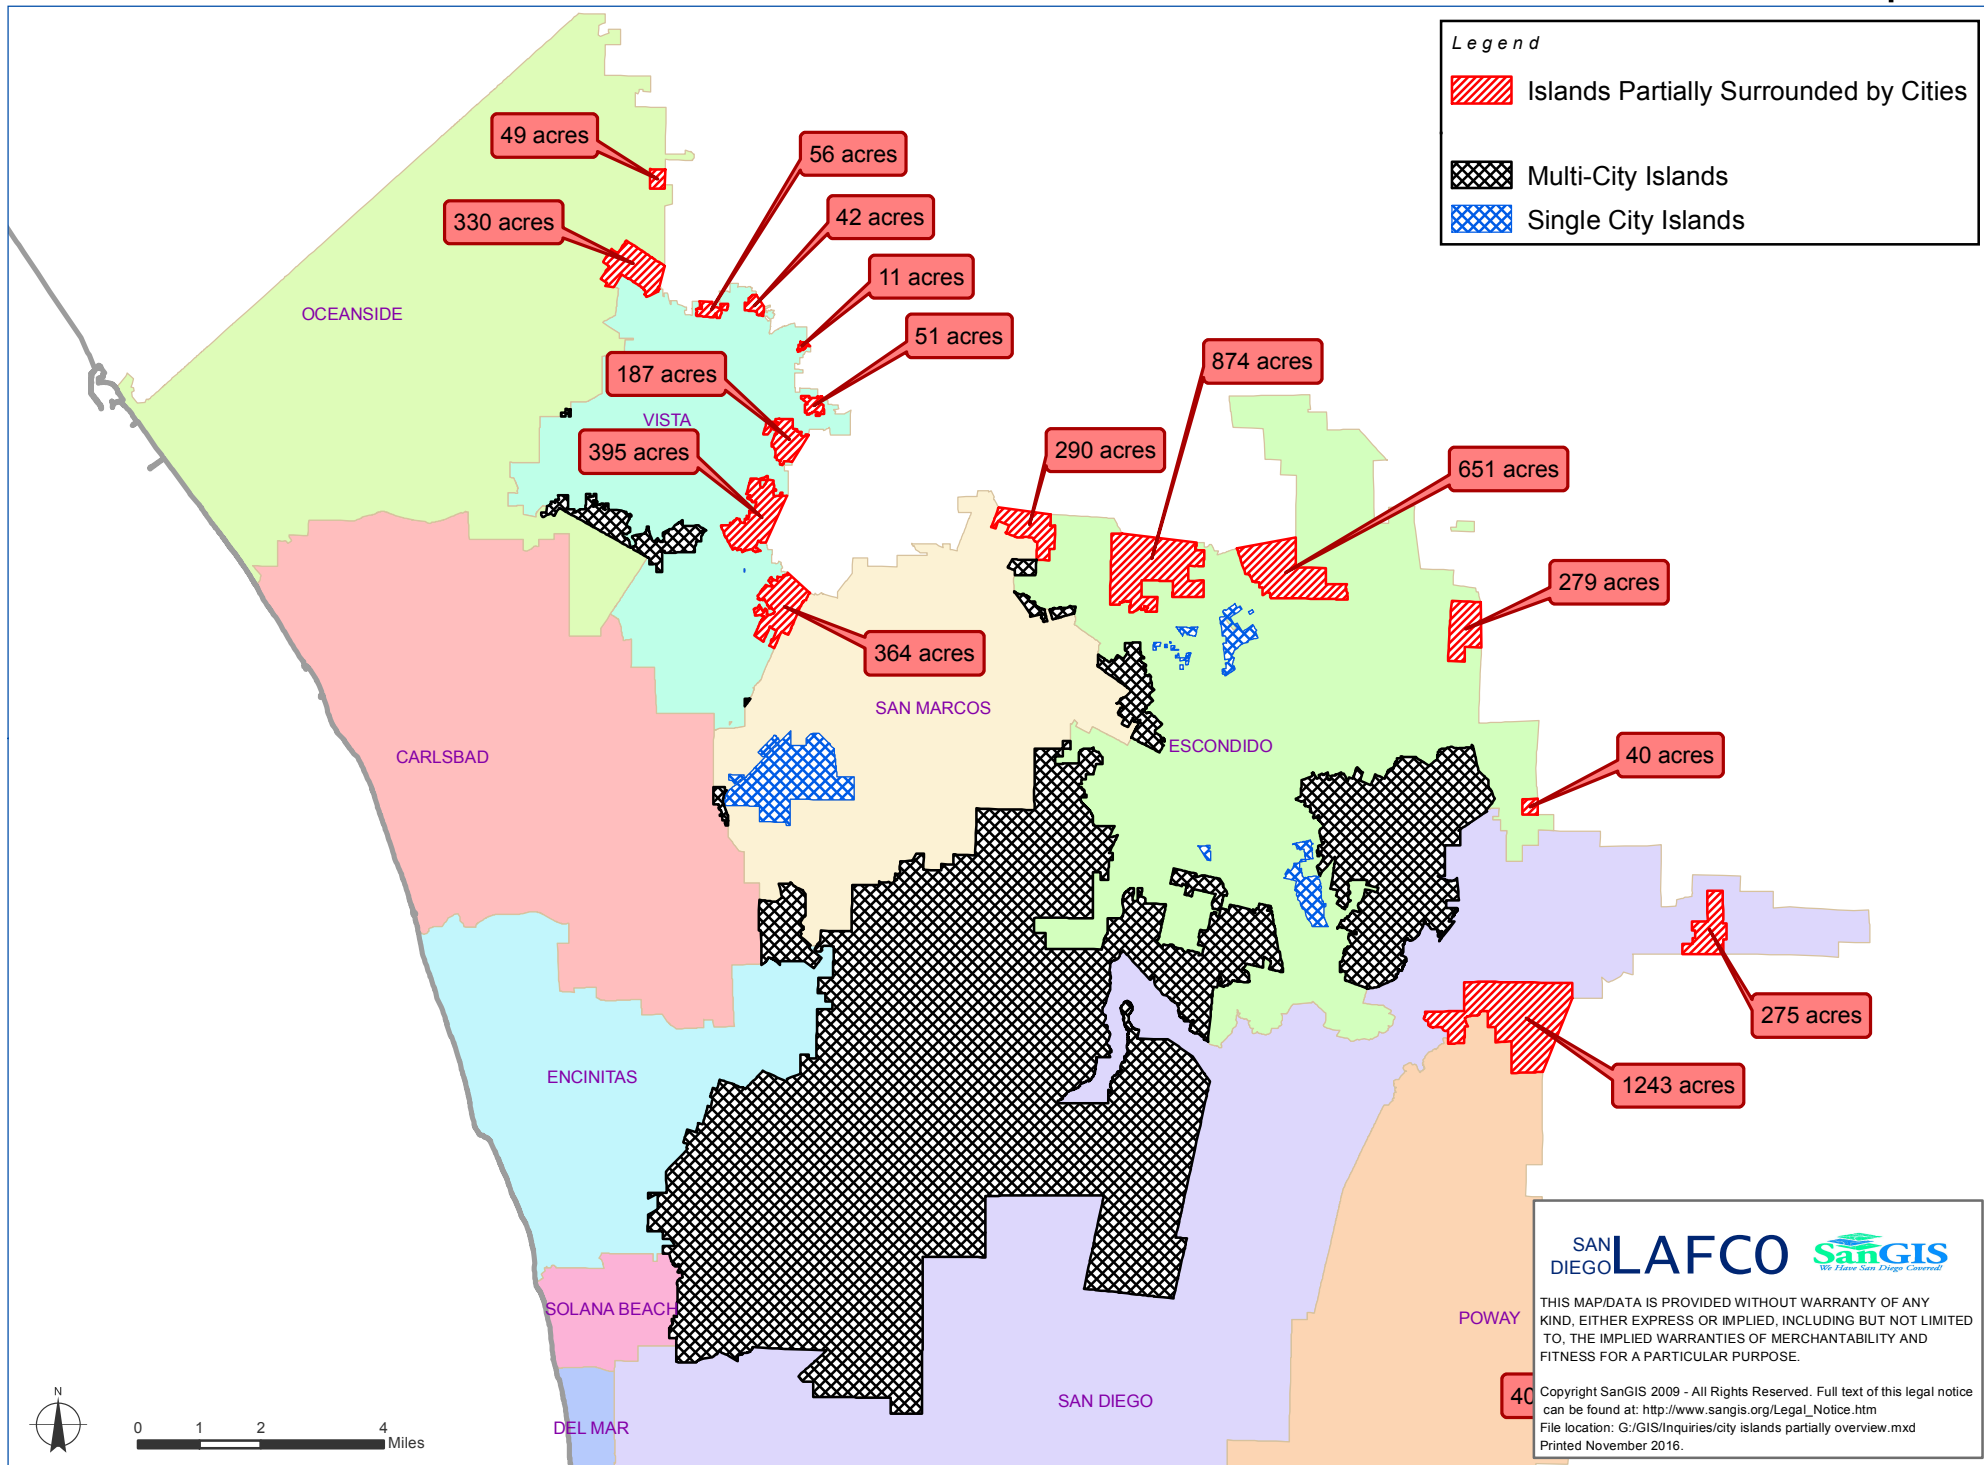 Legend
Islands Partially Surrounded by Cities
Multi-City Islands
Single City Islands
49 acres
56 acres
330 acres
42 acres
11 acres
OCEANSIDE
51 acres
187 acres
874 acres
VISTA
395 acres
290 acres
651 acres
279 acres
364 acres
SAN MARCOS
ESCONDIDO
CARLSBAD
40 acres
275 acres
ENCINITAS
1243 acres
SOLANA BEACH
POWAY
SAN DIEGO
DEL MAR
N
0 1 2 4
Miles
40
SAN
DIEGO LAFCO
SanGIS
We Have San Diego Covered!
THIS MAP/DATA IS PROVIDED WITHOUT WARRANTY OF ANY
KIND, EITHER EXPRESS OR IMPLIED, INCLUDING BUT NOT LIMITED
TO, THE IMPLIED WARRANTIES OF MERCHANTABILITY AND
FITNESS FOR A PARTICULAR PURPOSE.
Copyright SanGIS 2009 - All Rights Reserved. Full text of this legal notice
can be found at: http://www.sangis.org/Legal_Notice.htm
File location: G:/GIS/Inquiries/city islands partially overview.mxd
Printed November 2016.